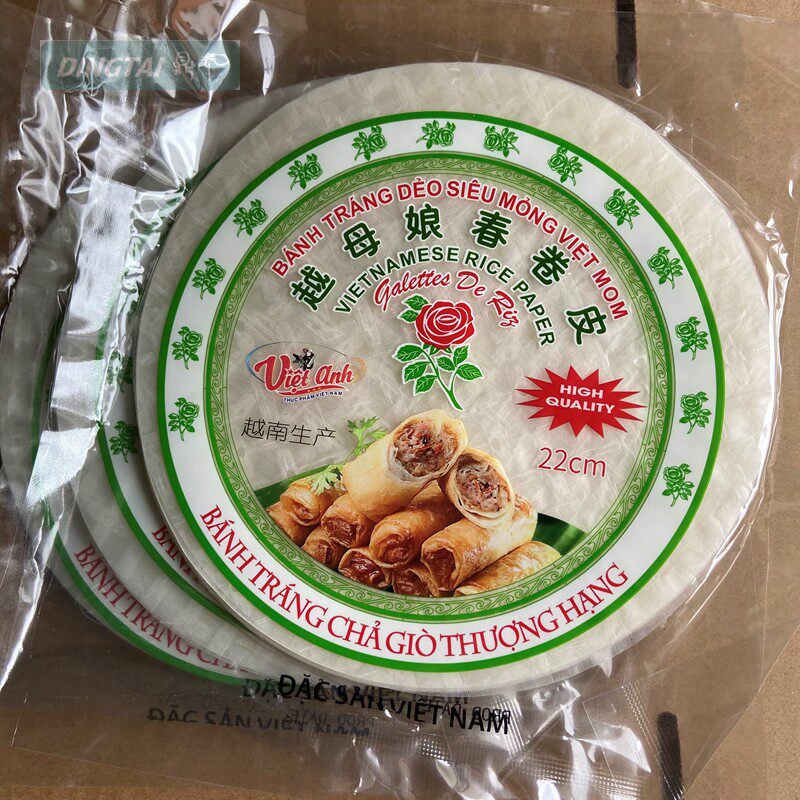 DINGTAI
BÁNH TRÁNG DẺO SIÊU MỎNG VIỆT MOM
越母娘春卷皮
VIETNAMESE RICE PAPER
Galettes De Riz
Việt Anh
THỰC PHẨM VIỆT NAM
越南生产
HIGH
QUALITY
22cm
BÁNH TRÁNG CHẢ GIÒ THƯỢNG HẠNG
BÁNH TRÁNG CHẢ
ĐẶC SẢN VIỆT NAM
ĐẶC SẢN VIỆT NAM